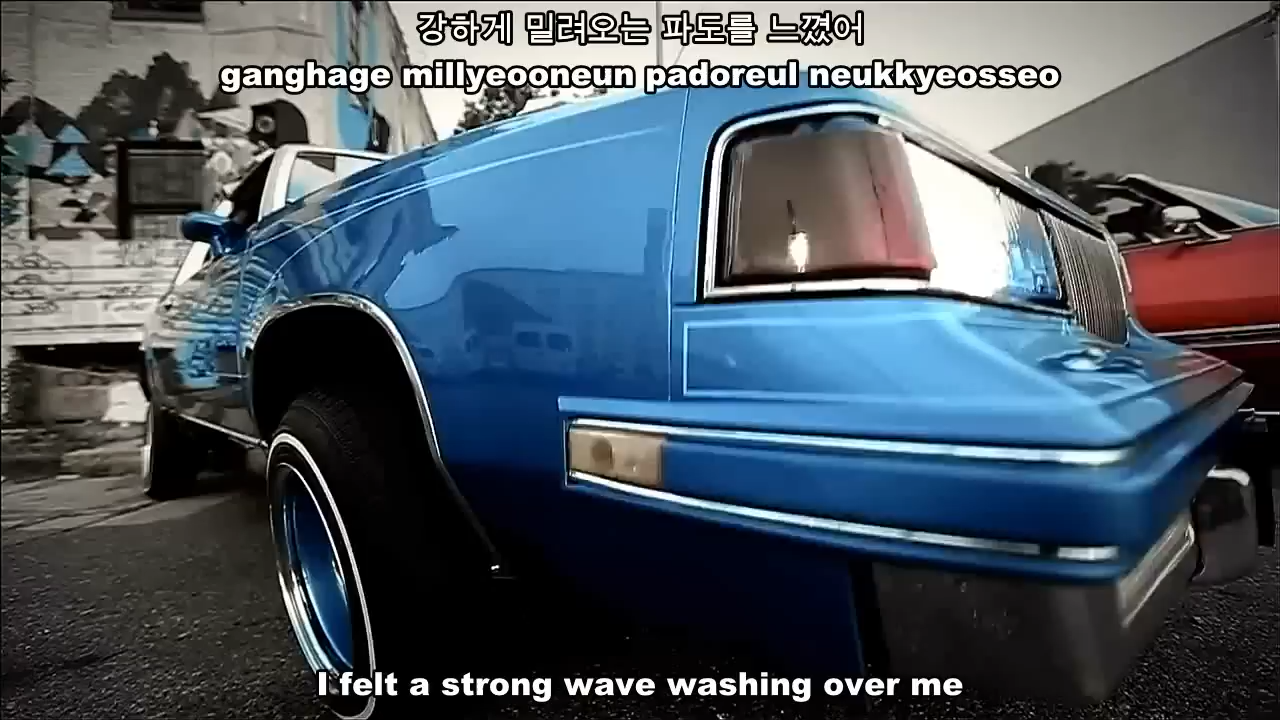 강하게 밀려오는 파도를 느꼈어
ganghage millyeooneun padoreul neukkyeosseo
I felt a strong wave washing over me